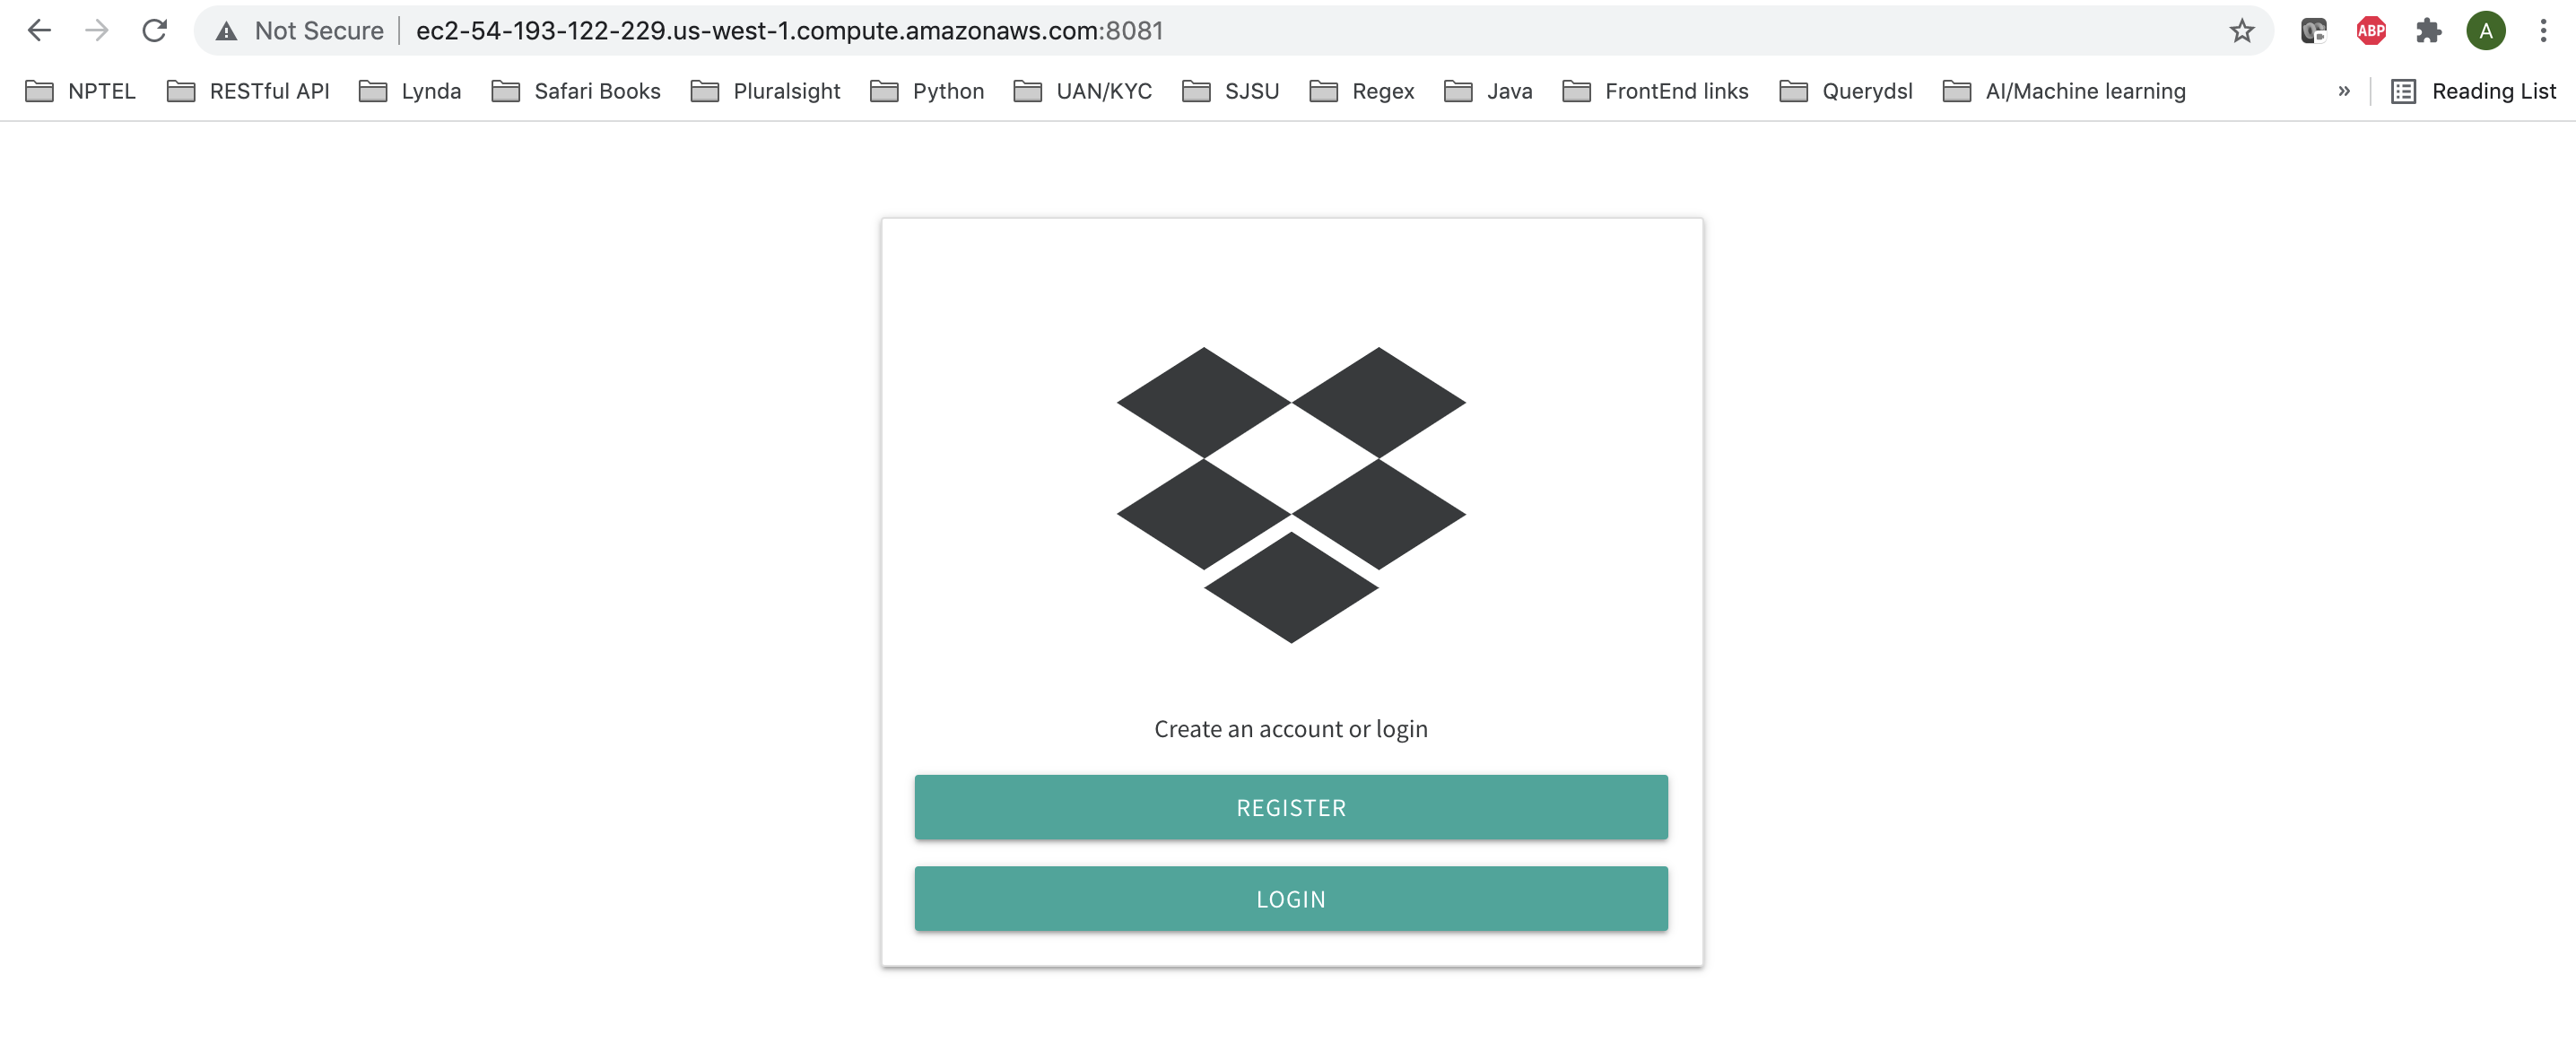 Not Secure ec2-54-193-122-229.us-west-1.compute.amazonaws.com:8081 ABP A
NPTEL RESTful API Lynda Safari Books Pluralsight Python UAN/KYC SJSU Regex Java FrontEnd links Querydsl AI/Machine learning » Reading List
Create an account or login
REGISTER
LOGIN